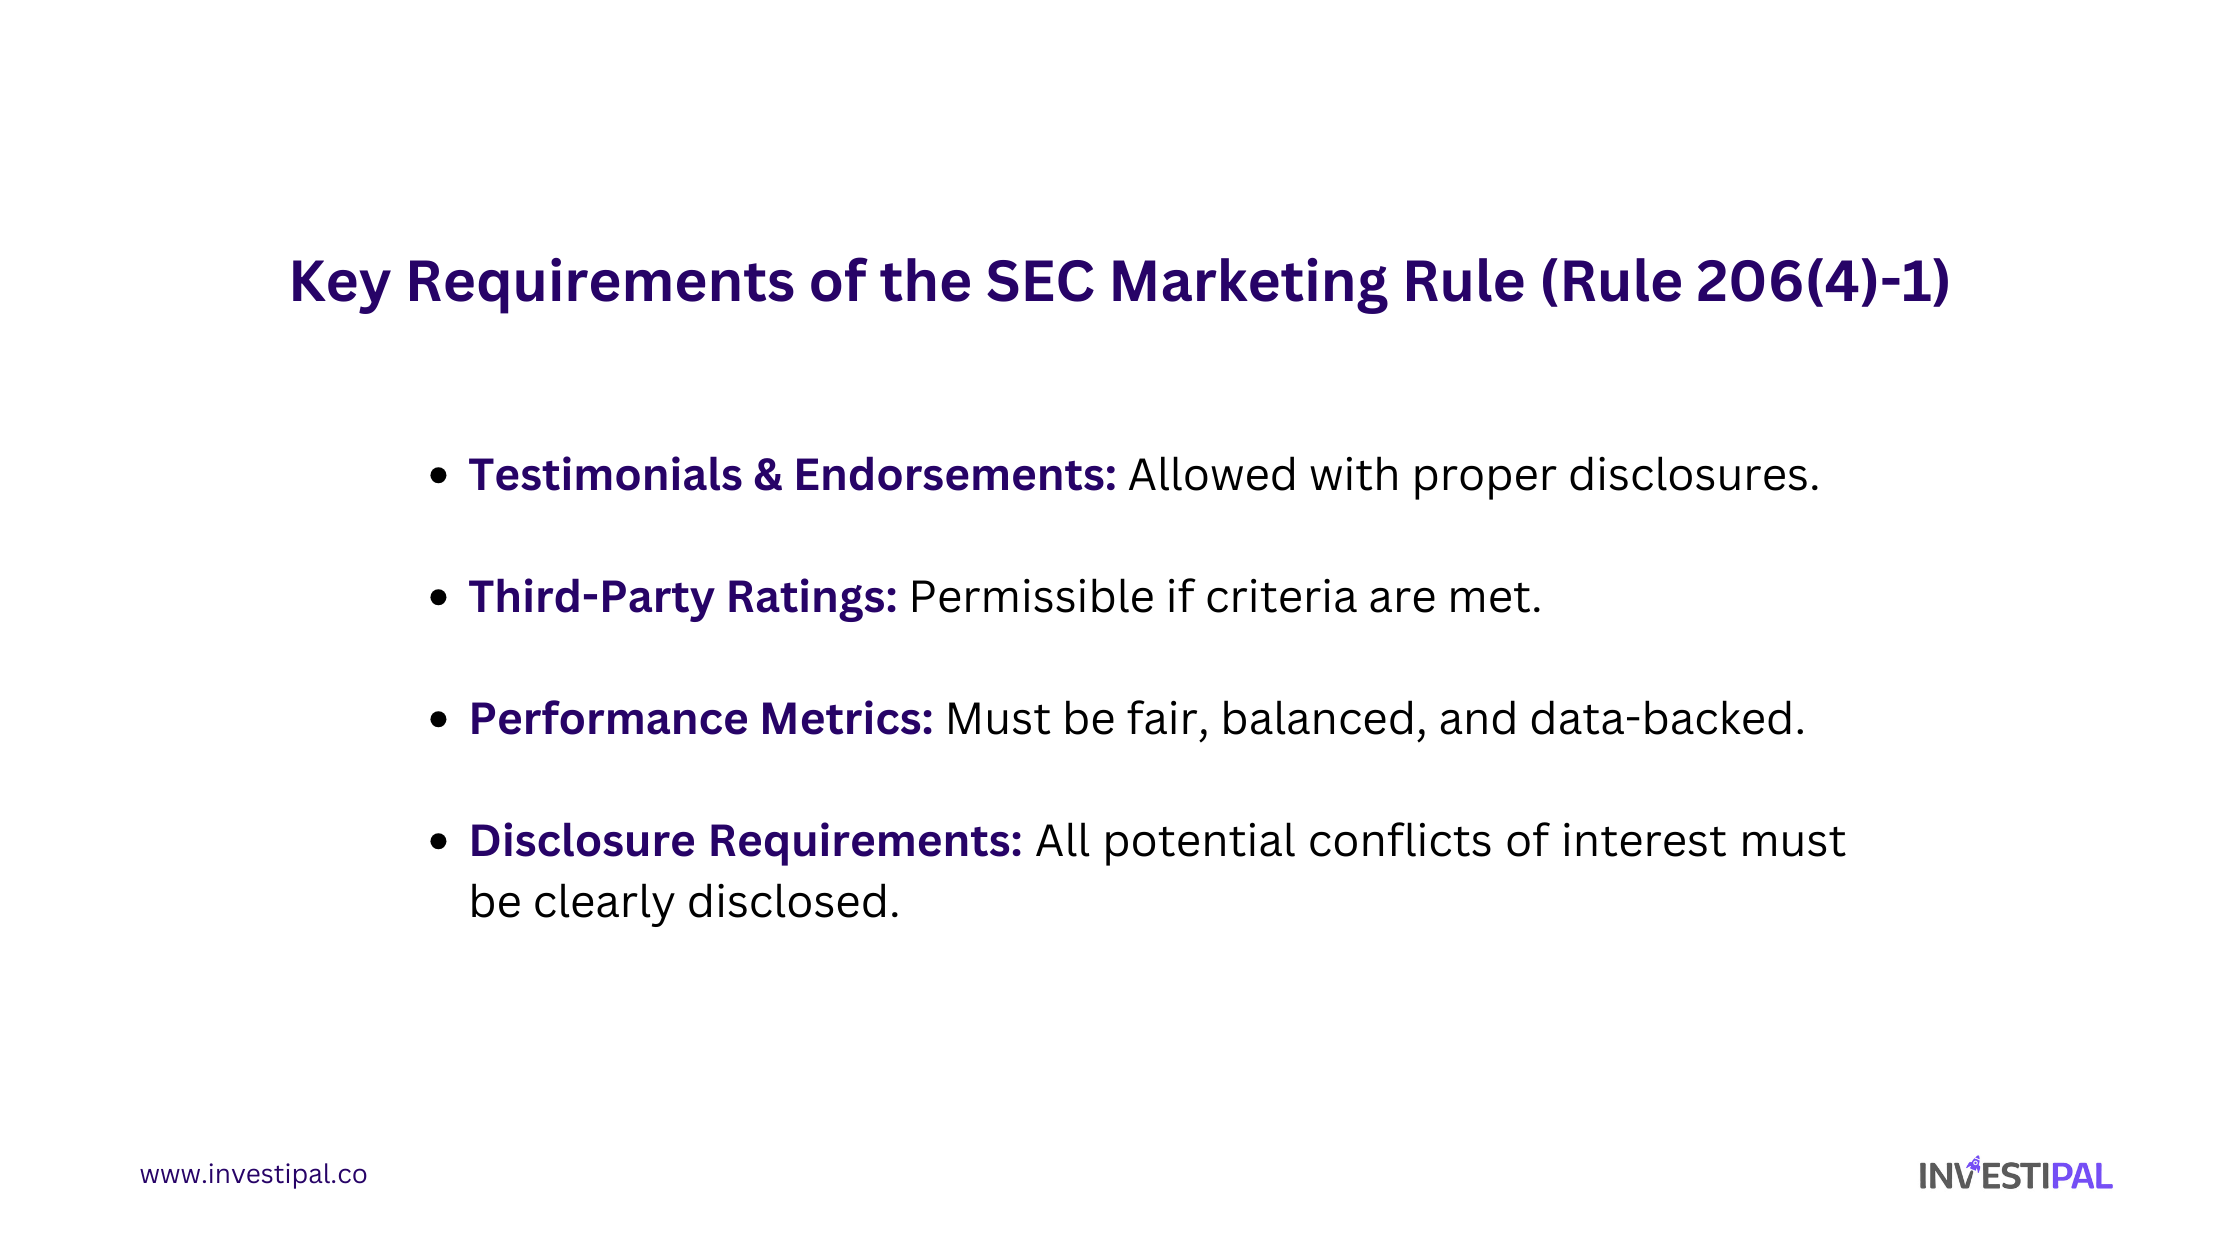 Key Requirements of the SEC Marketing Rule (Rule 206(4)-1)
• Testimonials & Endorsements: Allowed with proper disclosures.
• Third-Party Ratings: Permissible if criteria are met.
• Performance Metrics: Must be fair, balanced, and data-backed.
• Disclosure Requirements: All potential conflicts of interest must
be clearly disclosed.
www.investipal.co
INVESTIPAL